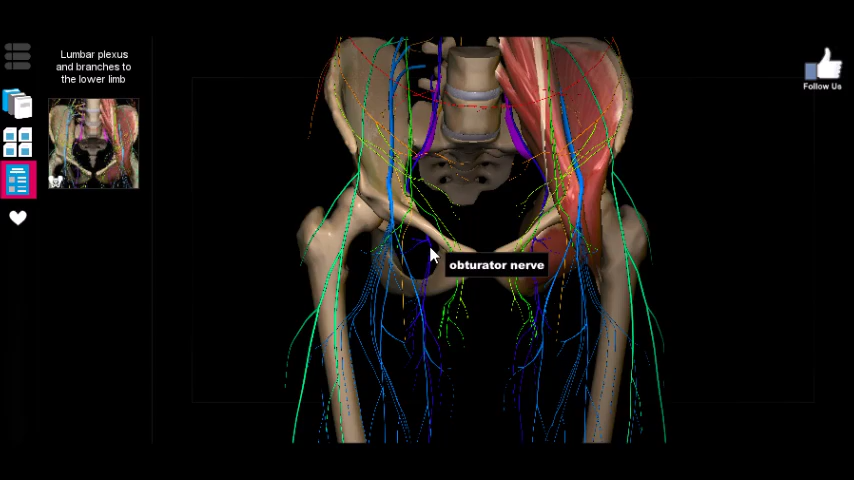 Lumbar plexus
and branches to
the lower limb
Follow Us
obturator nerve